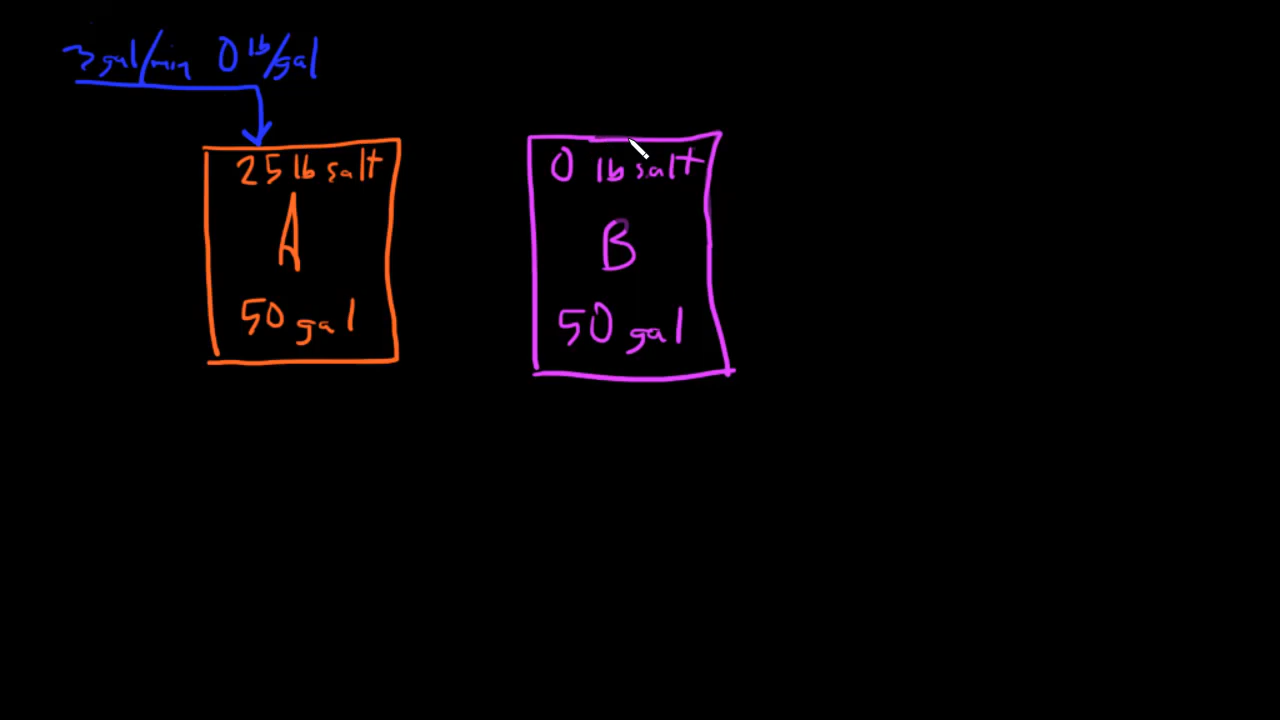 3 gal/min 0 lb/gal
25 lb salt
A
50 gal
0 lb salt
B
50 gal